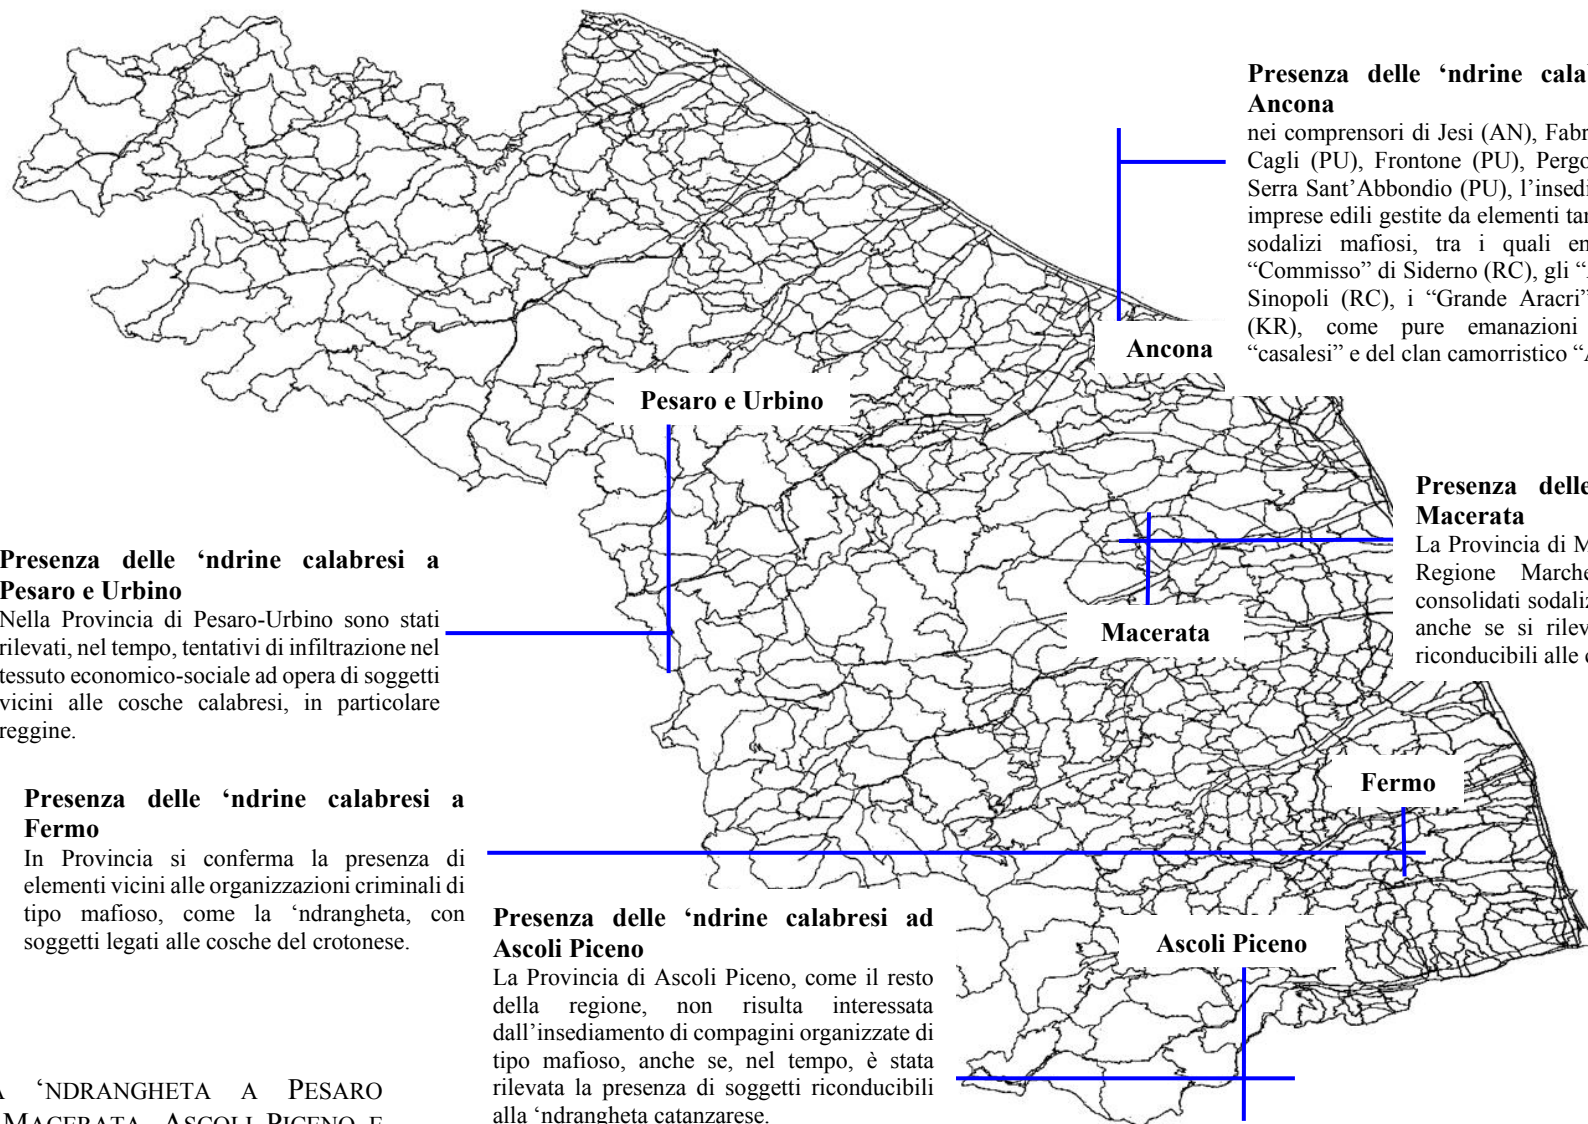 Presenza delle ‘ndrine
Ancona
nei comprensori di Jesi (AN),
Cagli (PU), Frontone (PU),
Serra Sant’Abbondio (PU),
imprese edili gestite da elementi
sodalizi mafiosi, tra i quali
“Commisso” di Siderno (RC), gli
Sinopoli (RC), i “Grande Aracri”
(KR), come pure emanazioni
“casalesi” e del clan camorristico
Ancona
Pesaro e Urbino
Presenza delle
Macerata
La Provincia di
Regione
consolidati
anche se si
riconducibili alle
Macerata
Presenza delle ‘ndrine calabresi a
Pesaro e Urbino
Nella Provincia di Pesaro-Urbino sono stati
rilevati, nel tempo, tentativi di infiltrazione nel
tessuto economico-sociale ad opera di soggetti
vicini alle cosche calabresi, in particolare
reggine.
Fermo
Presenza delle ‘ndrine calabresi a
Fermo
In Provincia si conferma la presenza di
elementi vicini alle organizzazioni criminali di
tipo mafioso, come la ‘ndrangheta, con
soggetti legati alle cosche del crotonese.
Presenza delle ‘ndrine calabresi ad
Ascoli Piceno
La Provincia di Ascoli Piceno, come il resto
della regione, non risulta interessata
dall’insediamento di compagini organizzate di
tipo mafioso, anche se, nel tempo, è stata
rilevata la presenza di soggetti riconducibili
alla ‘ndrangheta catanzarese.
Ascoli Piceno
‘NDRANGHETA A PESARO
MACERATA, ASCOLI PICENO E